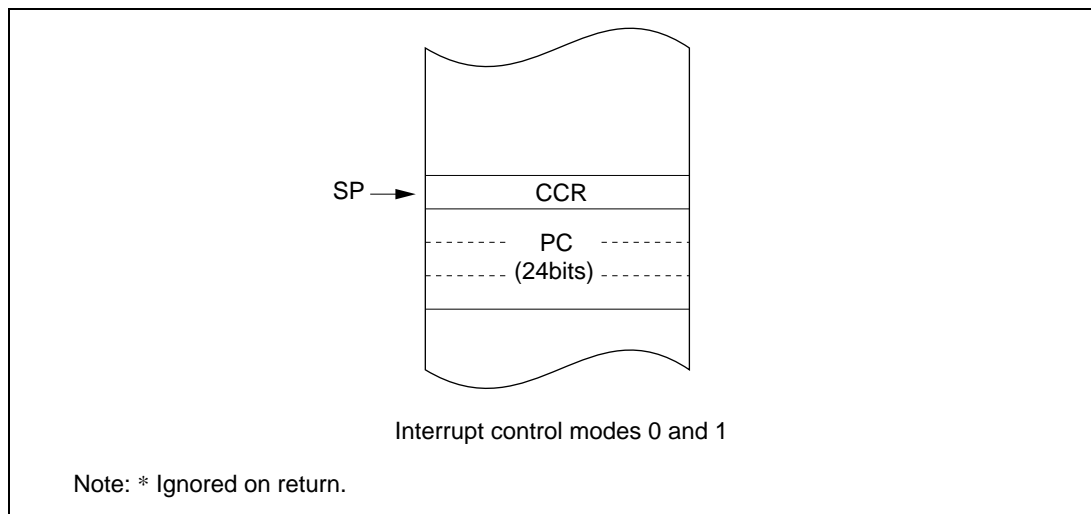 SP
CCR
PC
(24bits)
Interrupt control modes 0 and 1
Note: * Ignored on return.